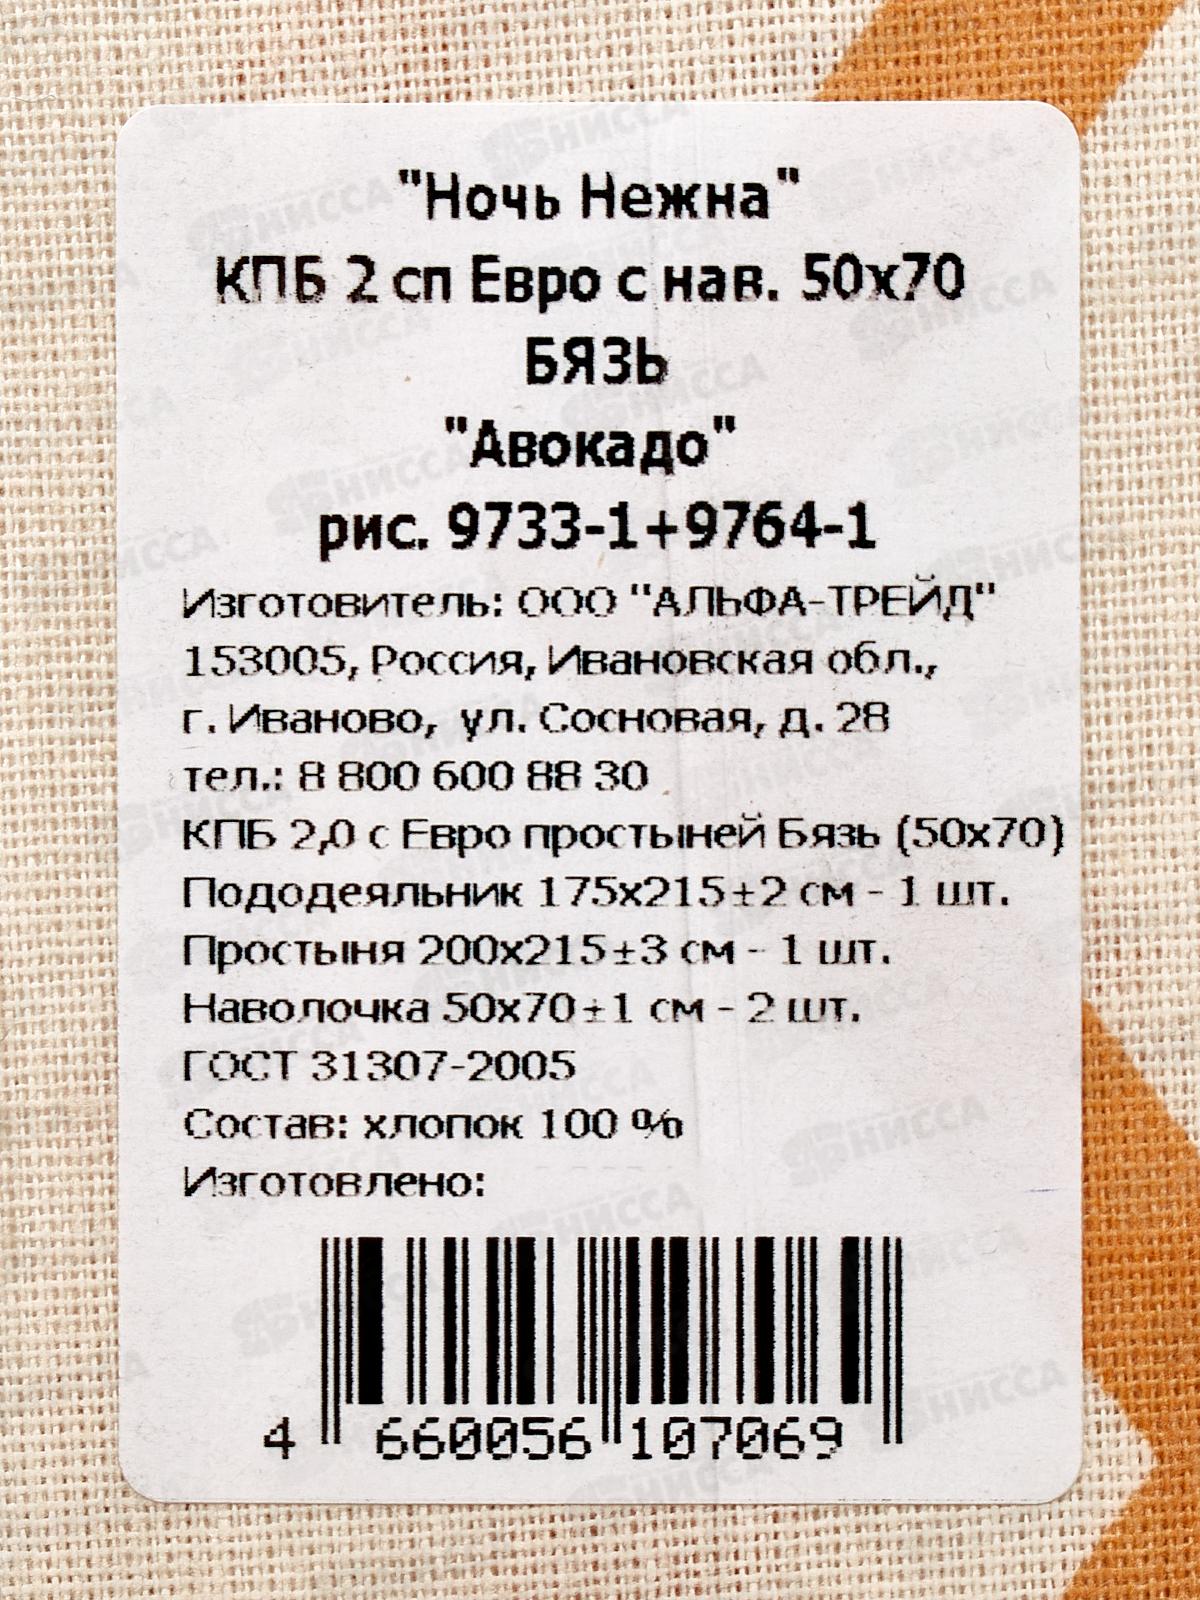 "Ночь Нежна"
КПБ 2 сп Евро с нав. 50х70
БЯЗЬ
"Авокадо"
рис. 9733-1+9764-1
Изготовитель: ООО "АЛЬФА-ТРЕЙД"
153005, Россия, Ивановская обл.,
г. Иваново, ул. Сосновая, д. 28
тел.: 8 800 600 88 30
КПБ 2,0 с Евро простыней Бязь (50х70)
Пододеяльник 175х215±2 см - 1 шт.
Простыня 200х215±3 см - 1 шт.
Наволочка 50х70±1 см - 2 шт.
ГОСТ 31307-2005
Состав: хлопок 100 %
Изготовлено:
4 660056 107069